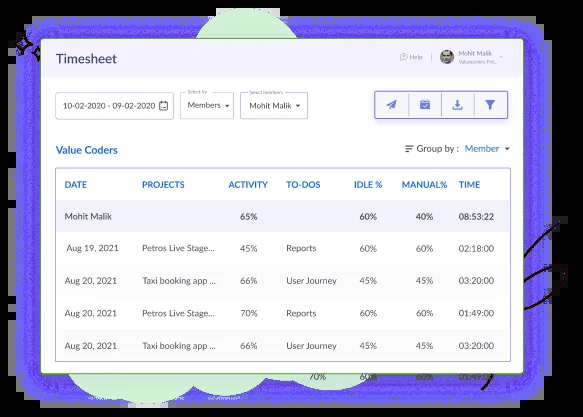 Timesheet
Help
Mohit Malik
Valuecoders Pvt..
10-02-2020 - 09-02-2020
Select by
Members
Select members
Mohit Malik
Value Coders
Group by : Member
DATE PROJECTS ACTIVITY TO-DOS IDLE % MANUAL% TIME
Mohit Malik 65% 60% 40% 08:53:22
Aug 19, 2021 Petros Live Stage... 45% Reports 60% 60% 02:18:00
Aug 20, 2021 Taxi booking app ... 66% User Journey 45% 45% 03:20:00
Aug 20, 2021 Petros Live Stage... 70% Reports 60% 60% 01:49:00
Aug 20, 2021 Taxi booking app ... 66% User Journey 45% 45% 03:20:00
70% 60% 60% 01:49:00